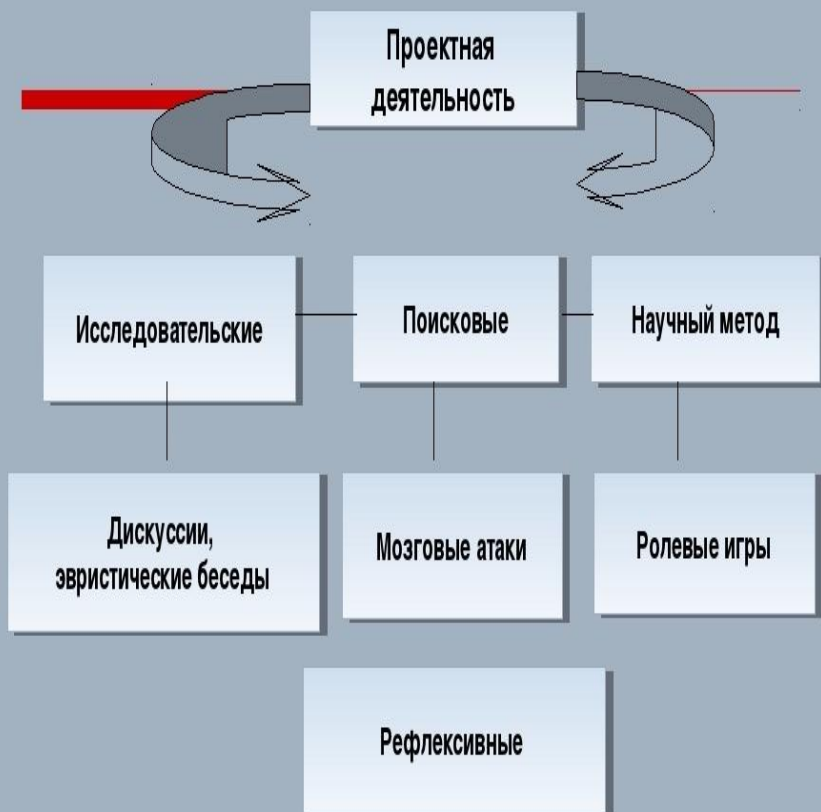 Проектная
деятельность
Исследовательские
Поисковые
Научный метод
Дискуссии,
эвристические беседы
Мозговые атаки
Ролевые игры
Рефлексивные